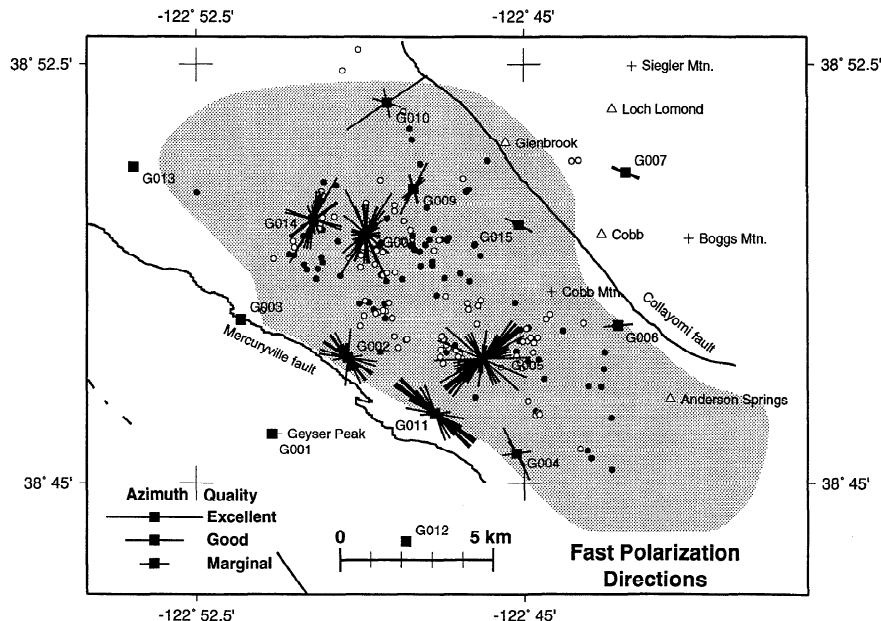 -122° 52.5' -122° 45'
38° 52.5' 38° 52.5'
Siegler Mtn.
Loch Lomond
G010
Glenbrook
G007
G013
G009
G014
G015
Cobb
Boggs Mtn.
Cobb Mtn.
G003
Collayomi fault
G006
Mercuryville fault
G002
G005
Anderson Springs
G011
Geyser Peak
G001
G004
38° 45' 38° 45'
Azimuth Quality
Excellent
Good
Marginal
G012
0 5 km
Fast Polarization
Directions
-122° 52.5' -122° 45'